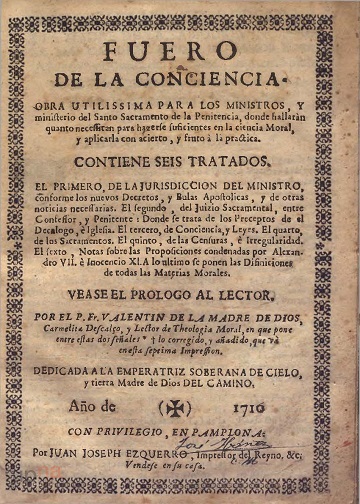 FUERO
DE LA CONCIENCIA.
OBRA UTILISSIMA PARA LOS MINISTROS, Y
ministerio del Santo Sacramento de la Penitencia, donde hallaràn
quanto necessitan para hazerse suficientes en la ciencia Moral,
y aplicarla con acierto, y fruto à la practica.
CONTIENE SEIS TRATADOS.
EL PRIMERO, DE LA JURISDICCION DEL MINISTRO,
conforme los nuevos Decretos, y Bulas Apostolicas, y de otras
noticias necessarias. El segundo, del Juizio Sacramental, entre
Confessor, y Penitente: Donde se trata de los Preceptos de el
Decalogo, è Iglesia. El tercero, de Conciencia, y Leyes. El quarto,
de los Sacramentos. El quinto, de las Censuras, è Irregularidad.
El sexto, Notas sobre las Proposiciones condenadas por Alexan-
dro VII. è Inocencio XI. A lo ultimo se ponen las Disiniciones
de todas las Materias Morales.
VEASE EL PROLOGO AL LECTOR.
POR EL P. Fr. VALENTIN DE LA MADRE DE DIOS,
Carmelita Descalço, y Lector de Theologia Moral, en que pone
entre estas dos señales * † lo corregido, y añadido, que và
en esta septima Impression.
DEDICADA A LA EMPERATRIZ SOBERANA DE CIELO,
y tierra Madre de Dios DEL CAMINO.
Año de (✠) 1710
CON PRIVILEGIO, EN PAMPLONA:
Por JUAN JOSEPH EZQUERRO, Impressor del Reyno, &c.
Vendese en su casa.